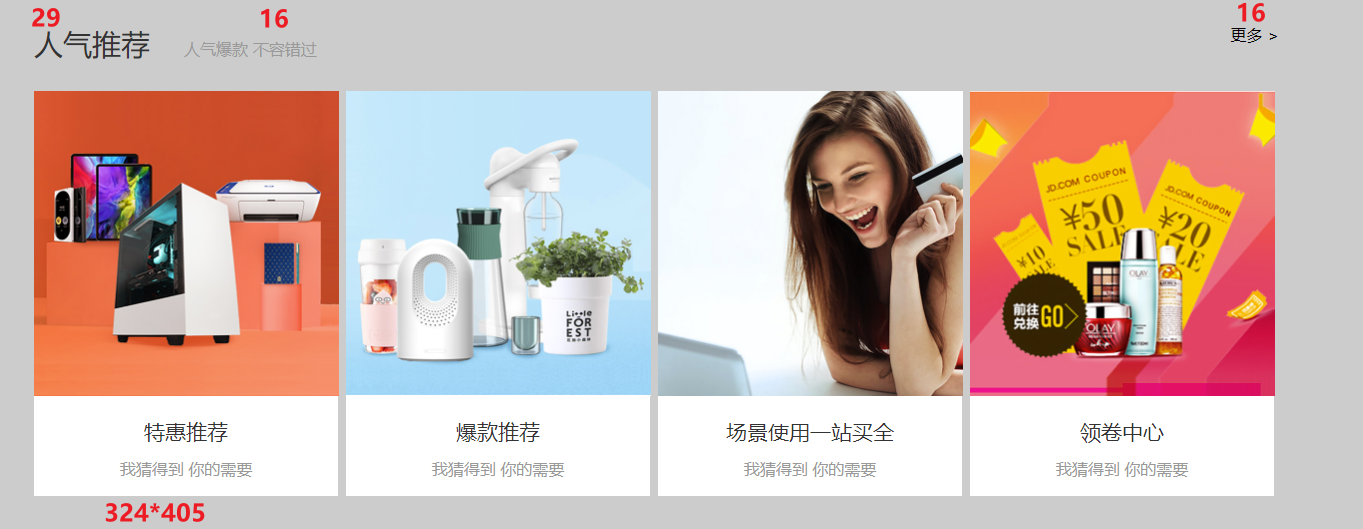 29
16
16
人气推荐
人气爆款 不容错过
更多 >
JD.COM COUPON
¥50
SALE
JD.COM COUPON
¥20
SALE
¥10
前往
兑换
GO
OLAY
OLAY
Little
FOR
EST
特惠推荐
我猜得到 你的需要
爆款推荐
我猜得到 你的需要
场景使用一站买全
我猜得到 你的需要
领卷中心
我猜得到 你的需要
324*405